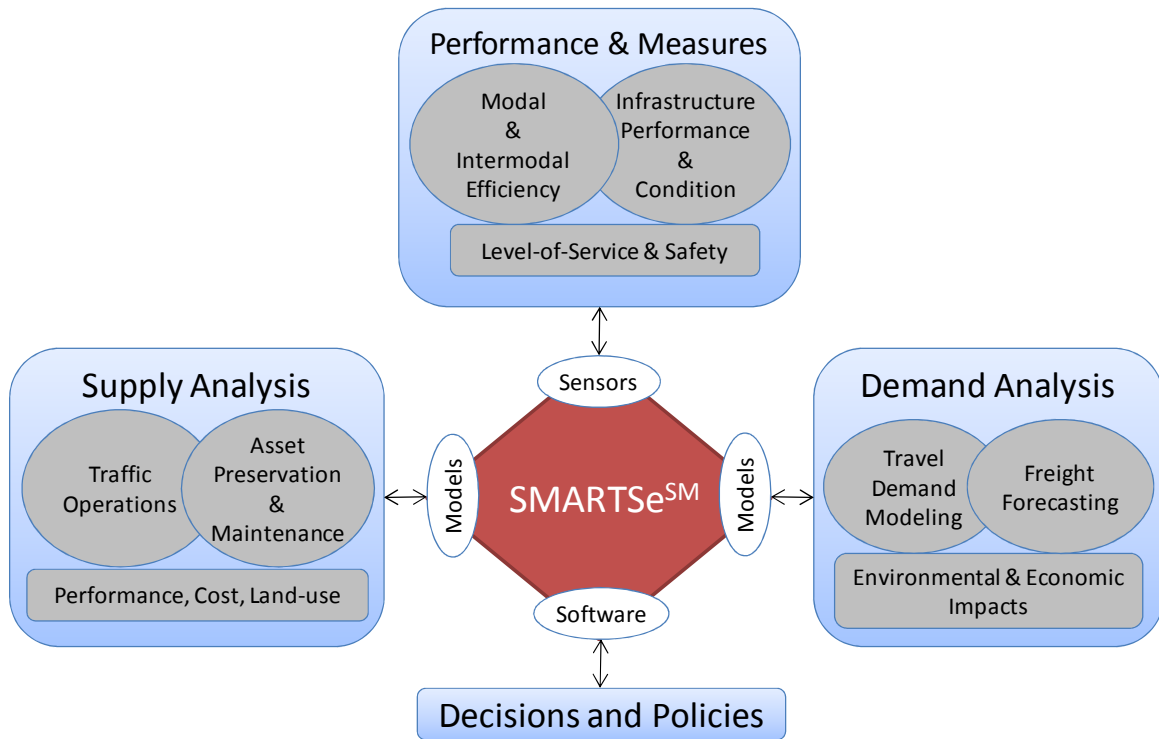 Performance & Measures
Modal
&
Intermodal
Efficiency
Infrastructure
Performance
&
Condition
Level-of-Service & Safety
Supply Analysis
Traffic
Operations
Asset
Preservation
&
Maintenance
Performance, Cost, Land-use
Sensors
Models
SMARTSe℠
Models
Software
Demand Analysis
Travel
Demand
Modeling
Freight
Forecasting
Environmental & Economic
Impacts
Decisions and Policies